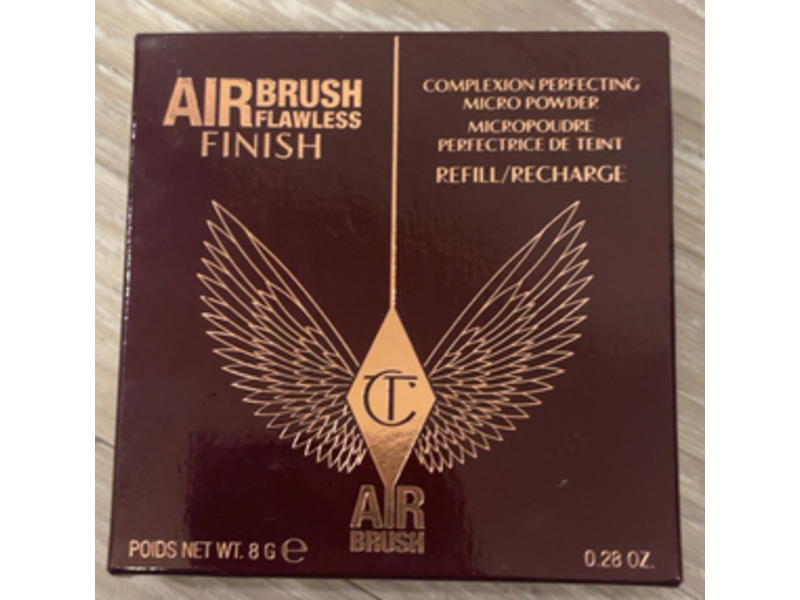 AIRBRUSH
FLAWLESS
FINISH
COMPLEXION PERFECTING
MICRO POWDER
MICROPOUDRE
PERFECTRICE DE TEINT
REFILL/RECHARGE
CT
AIR
BRUSH
POIDS NET WT. 8 G ℮
0.28 OZ.